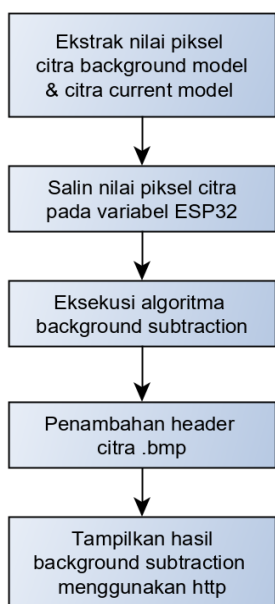 Ekstrak nilai piksel
citra background model
& citra current model
Salin nilai piksel citra
pada variabel ESP32
Eksekusi algoritma
background subtraction
Penambahan header
citra .bmp
Tampilkan hasil
background subtraction
menggunakan http